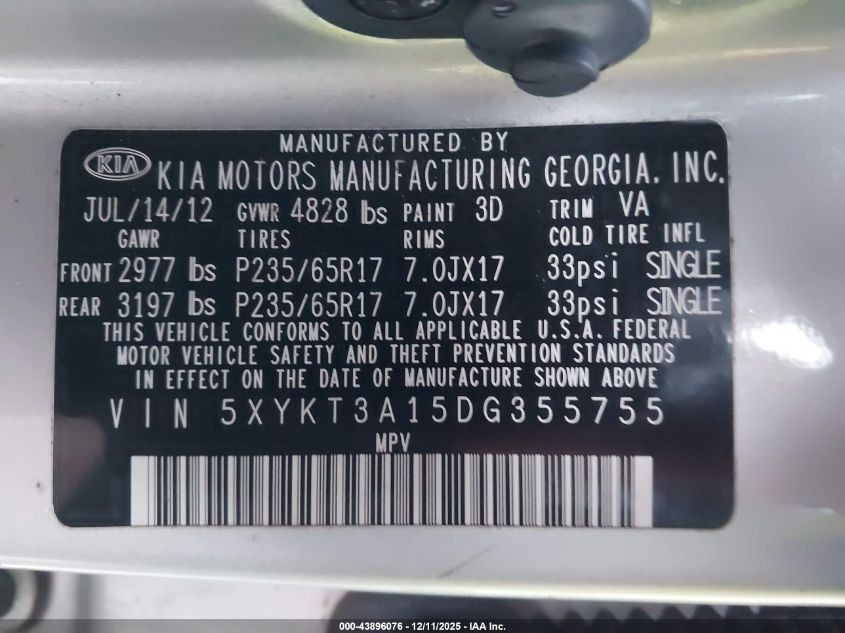 MANUFACTURED BY
KIA KIA MOTORS MANUFACTURING GEORGIA. INC.
JUL/14/12 GVWR 4828 lbs PAINT 3D TRIM VA
GAWR TIRES RIMS COLD TIRE INFL
FRONT 2977 lbs P235/65R17 7.0JX17 33psi SINGLE
REAR 3197 lbs P235/65R17 7.0JX17 33psi SINGLE
THIS VEHICLE CONFORMS TO ALL APPLICABLE U.S.A. FEDERAL
MOTOR VEHICLE SAFETY AND THEFT PREVENTION STANDARDS
IN EFFECT ON THE DATE OF MANUFACTURE SHOWN ABOVE
VIN 5XYKT3A15DG355755
MPV
000-43896076 - 12/11/2025 - IAA Inc.